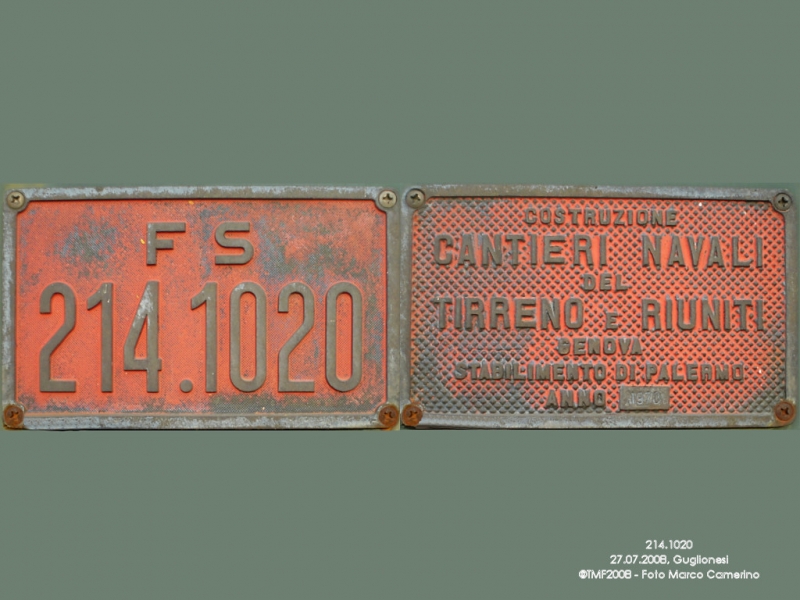 FS
214.1020
COSTRUZIONE
CANTIERI NAVALI
DEL
TIRRENO E RIUNITI
GENOVA
STABILIMENTO DI PALERMO
ANNO
214.1020
27.07.2008, Guglionesi
©TMF2008 - Foto Marco Camerino